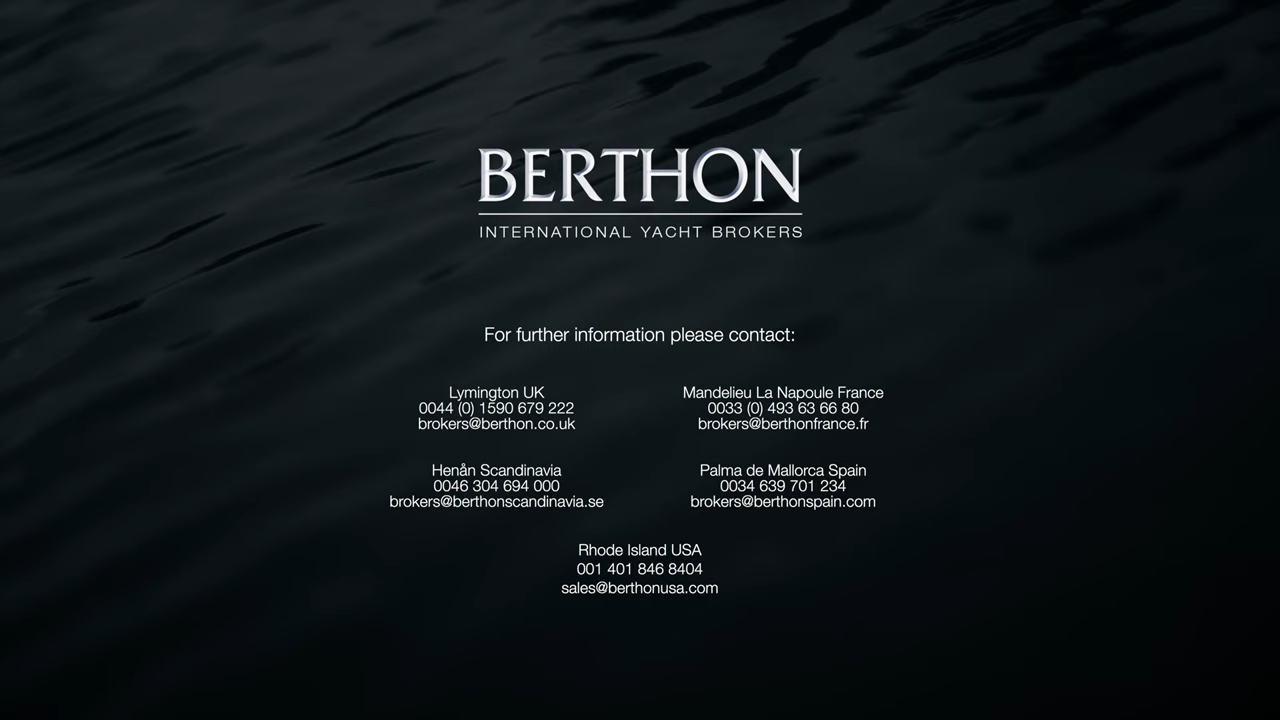 BERTHON
INTERNATIONAL YACHT BROKERS
For further information please contact:
Lymington UK
0044 (0) 1590 679 222
brokers@berthon.co.uk
Mandelieu La Napoule France
0033 (0) 493 63 66 80
brokers@berthonfrance.fr
Henån Scandinavia
0046 304 694 000
brokers@berthonscandinavia.se
Palma de Mallorca Spain
0034 639 701 234
brokers@berthonspain.com
Rhode Island USA
001 401 846 8404
sales@berthonusa.com